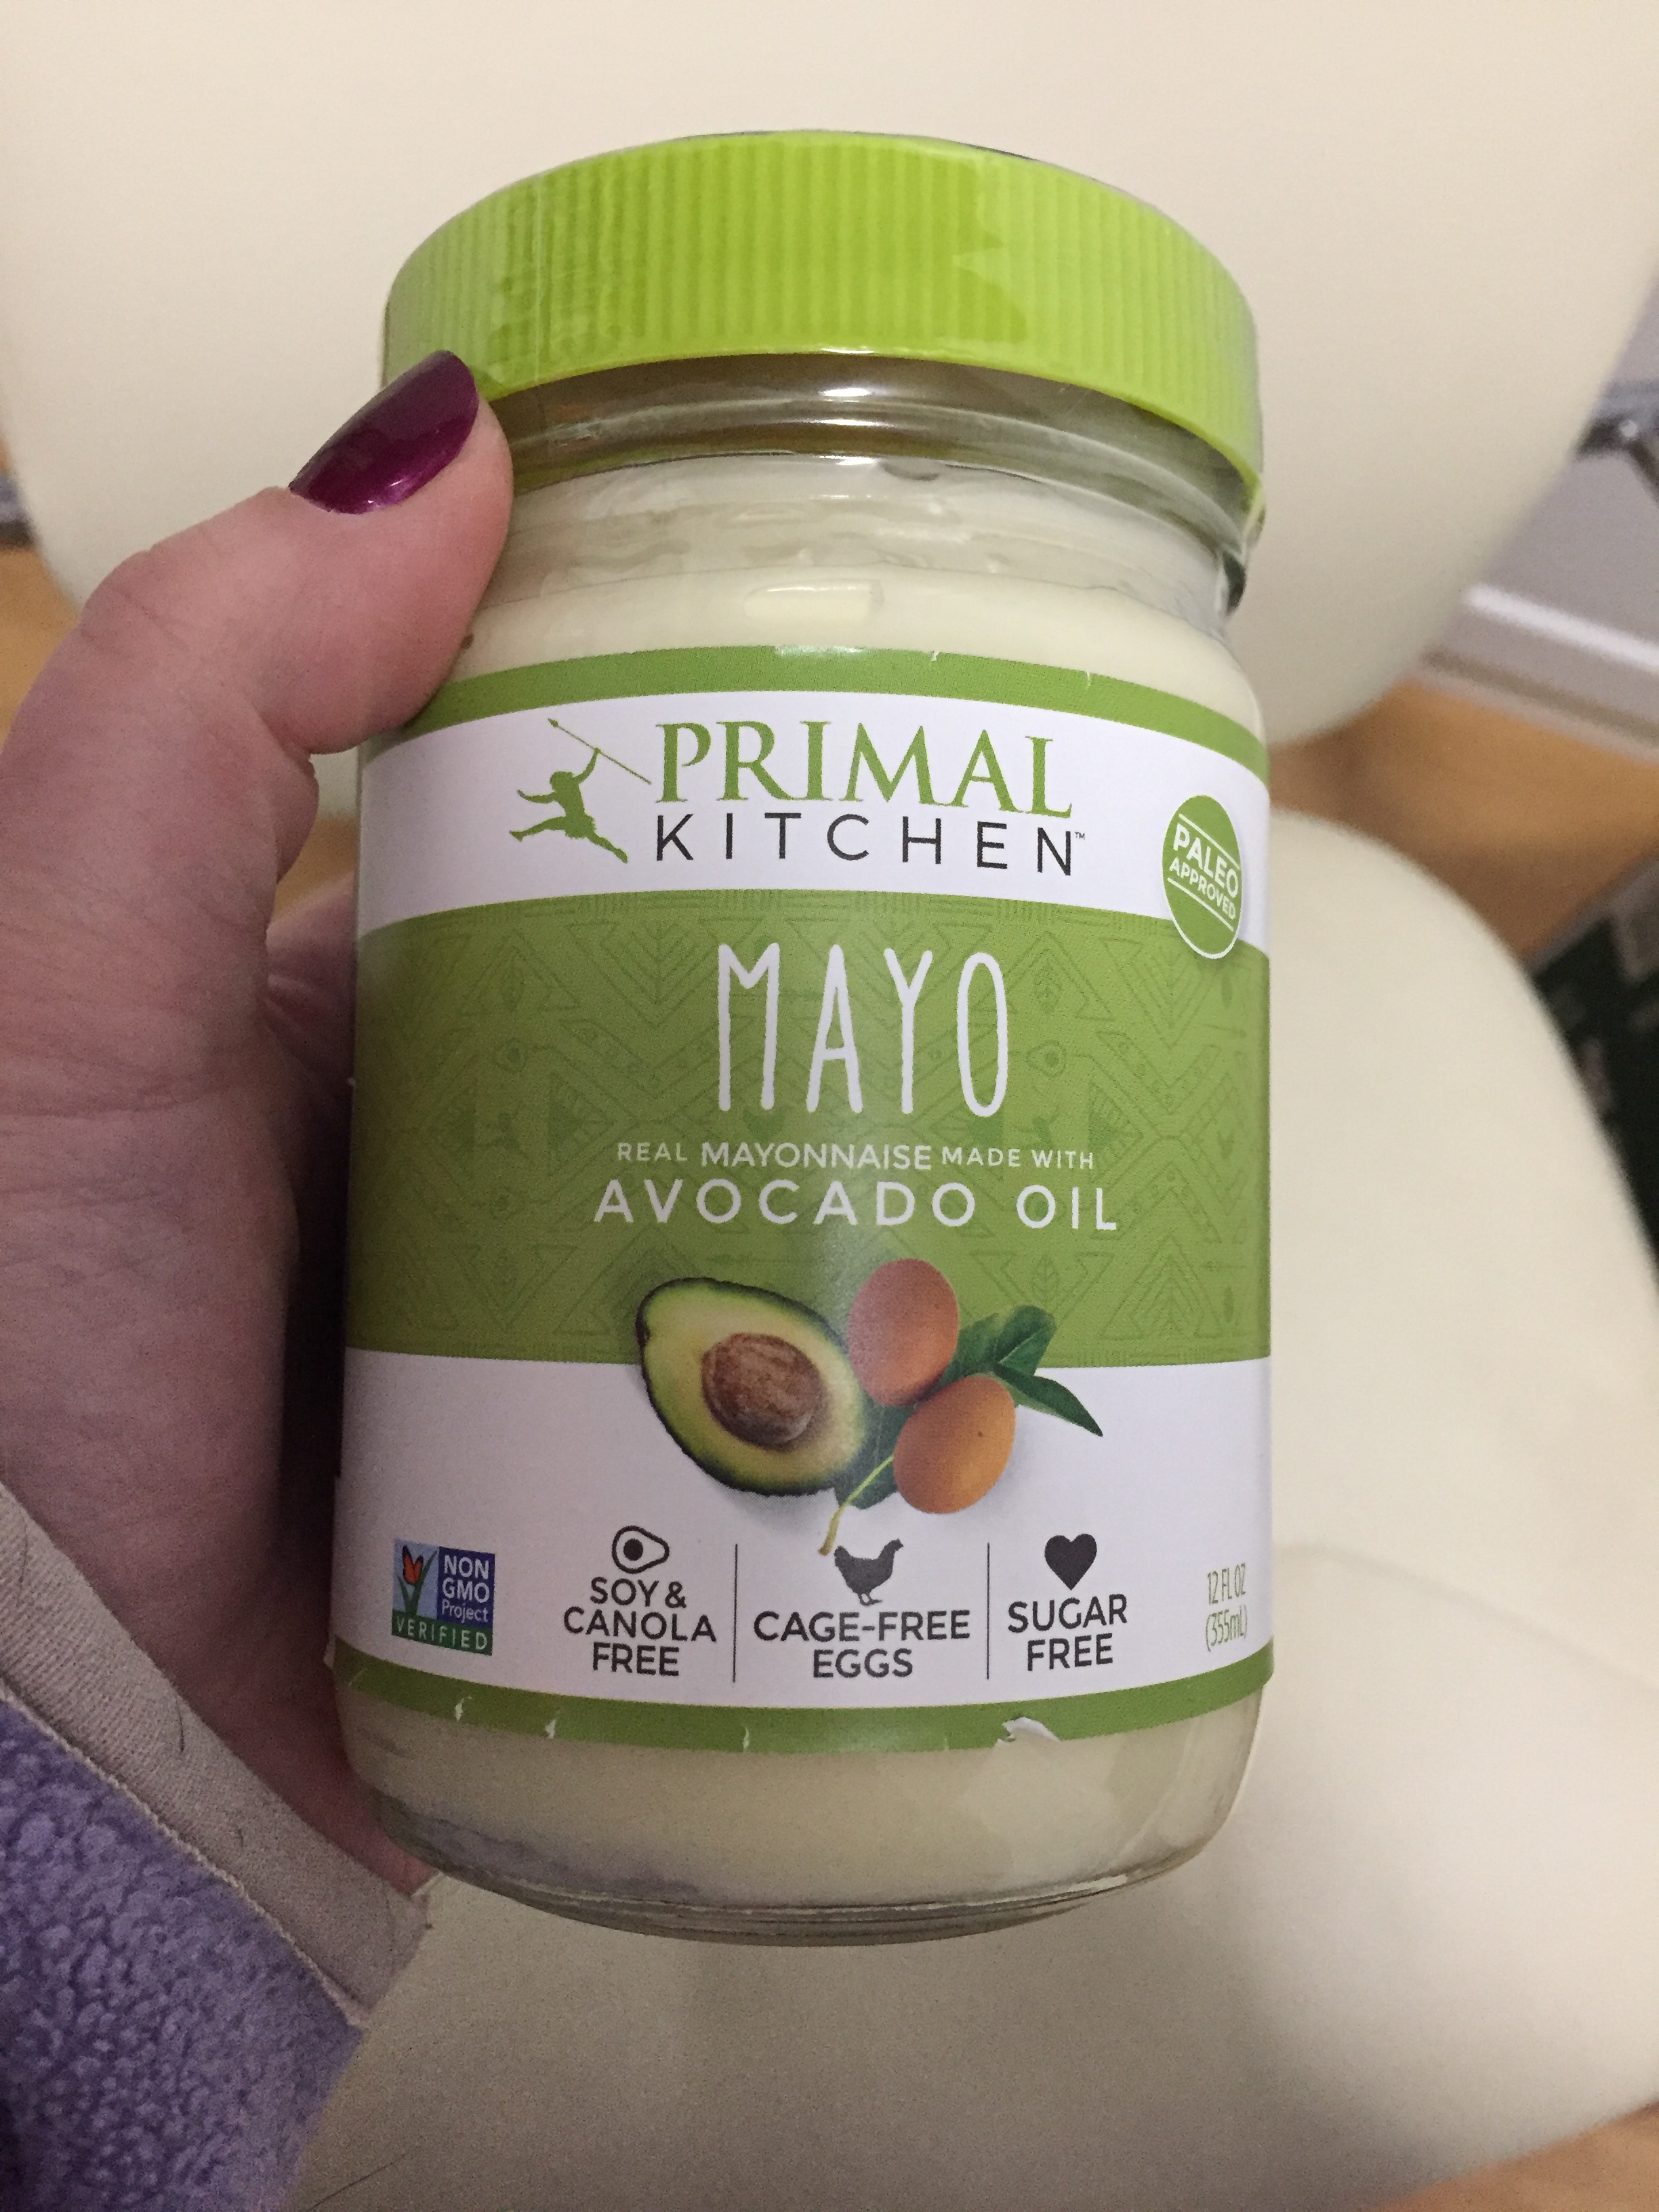 PRIMAL
KITCHEN™
PALEO
APPROVED
MAYO
REAL MAYONNAISE MADE WITH
AVOCADO OIL
NON
GMO
Project
VERIFIED
SOY &
CANOLA
FREE
CAGE-FREE
EGGS
SUGAR
FREE
12 FL OZ
(355mL)